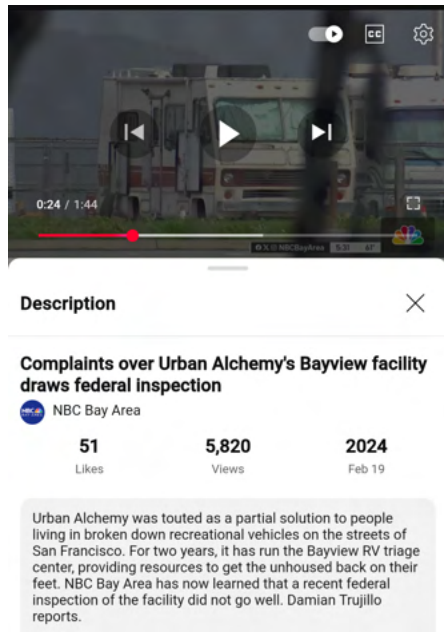 CC
0:24 / 1:44
X NBCBayArea 5:31 61°
Description
Complaints over Urban Alchemy's Bayview facility
draws federal inspection
NBC Bay Area
51
5,820
2024
Likes
Views
Feb 19
Urban Alchemy was touted as a partial solution to people
living in broken down recreational vehicles on the streets of
San Francisco. For two years, it has run the Bayview RV triage
center, providing resources to get the unhoused back on their
feet. NBC Bay Area has now learned that a recent federal
inspection of the facility did not go well. Damian Trujillo
reports.